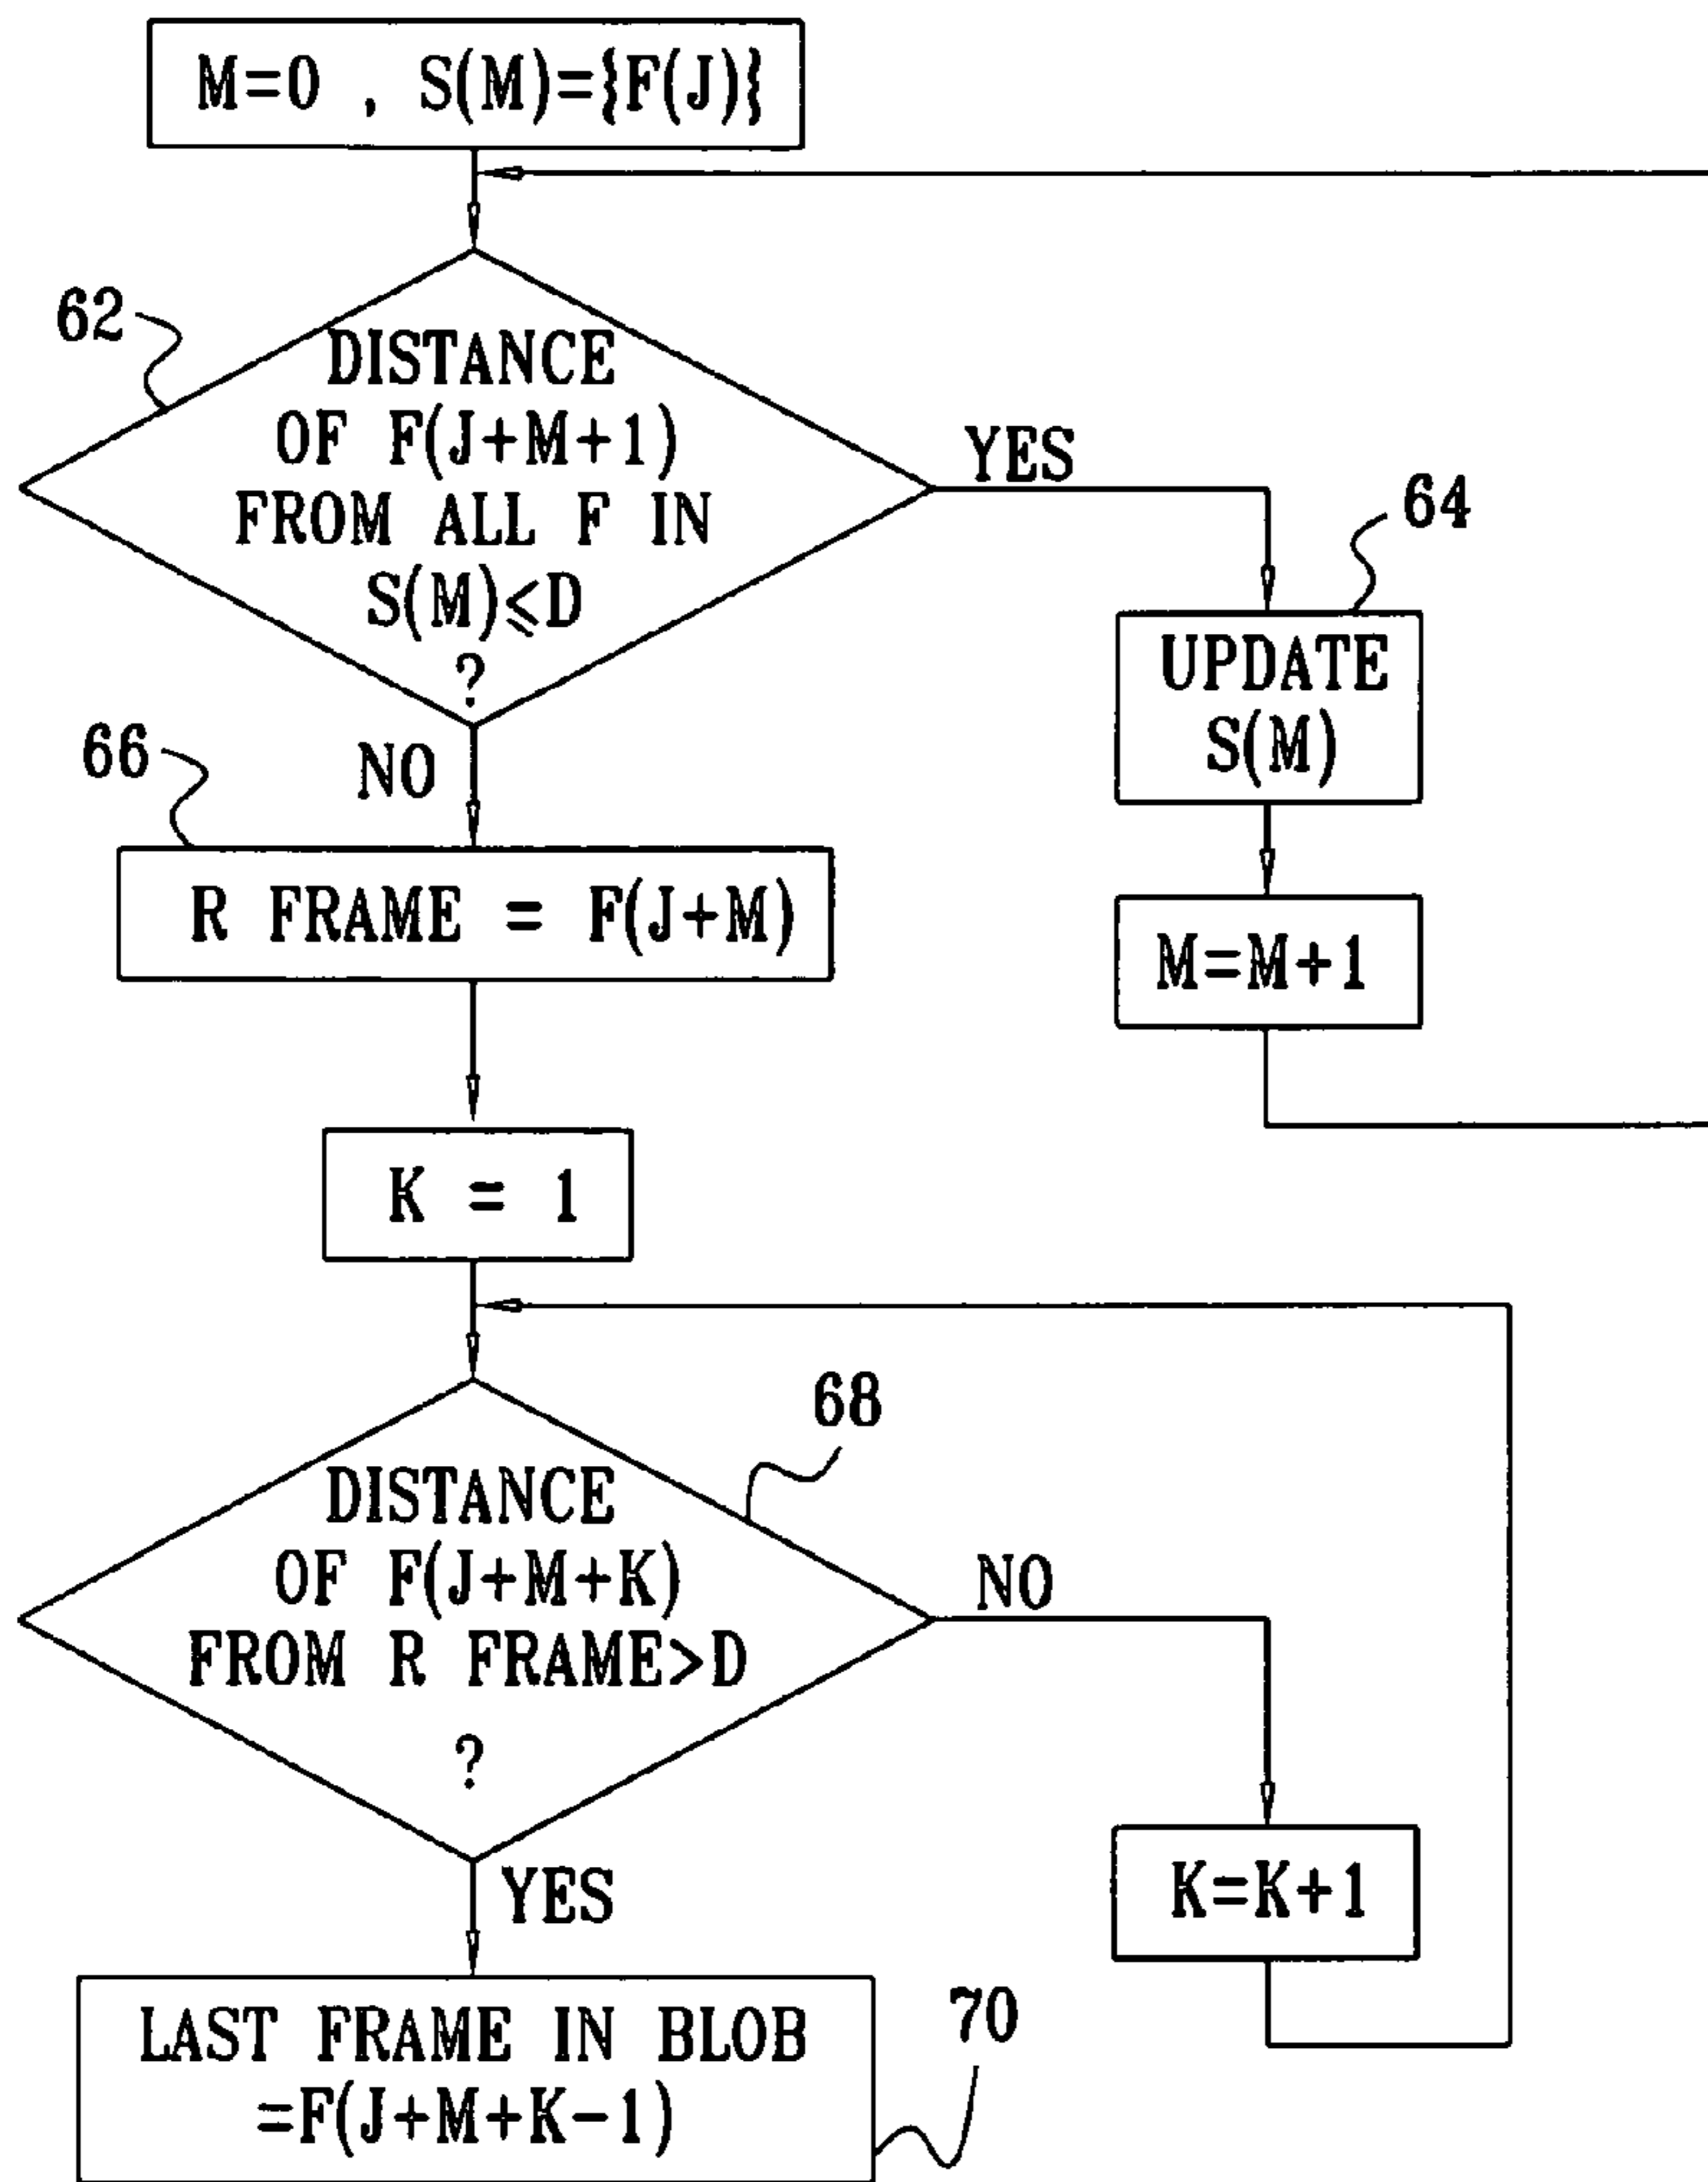 M=0 , S(M)={F(J)}
62
DISTANCE
OF F(J+M+1)
FROM ALL F IN
S(M)≤D
?
YES
64
UPDATE
S(M)
NO
66
R FRAME = F(J+M)
M=M+1
K = 1
68
DISTANCE
OF F(J+M+K)
FROM R FRAME>D
?
NO
K=K+1
YES
LAST FRAME IN BLOB
=F(J+M+K-1)
70